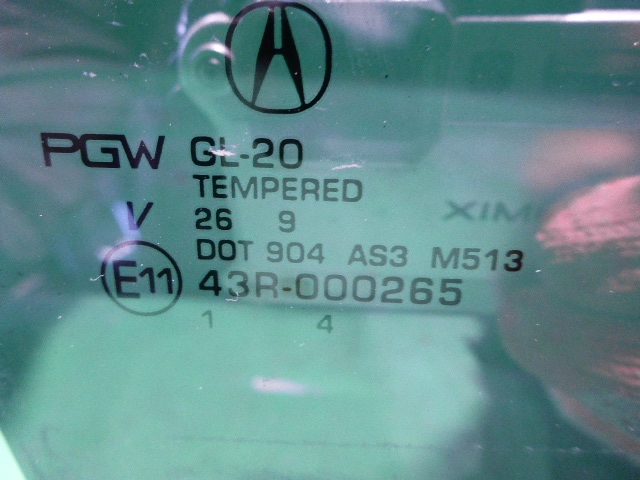 PGW GL-20
TEMPERED
V 26 9
DOT 904 AS3 M513
E11 43R-000265
1 4